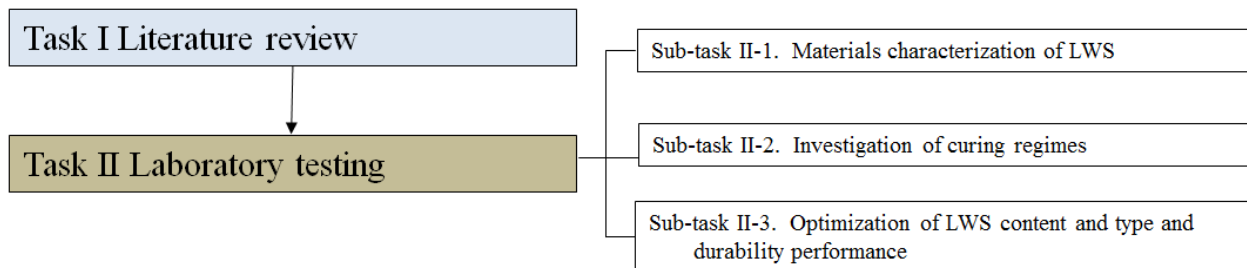 Task I Literature review
Task II Laboratory testing
Sub-task II-1. Materials characterization of LWS
Sub-task II-2. Investigation of curing regimes
Sub-task II-3. Optimization of LWS content and type and
durability performance